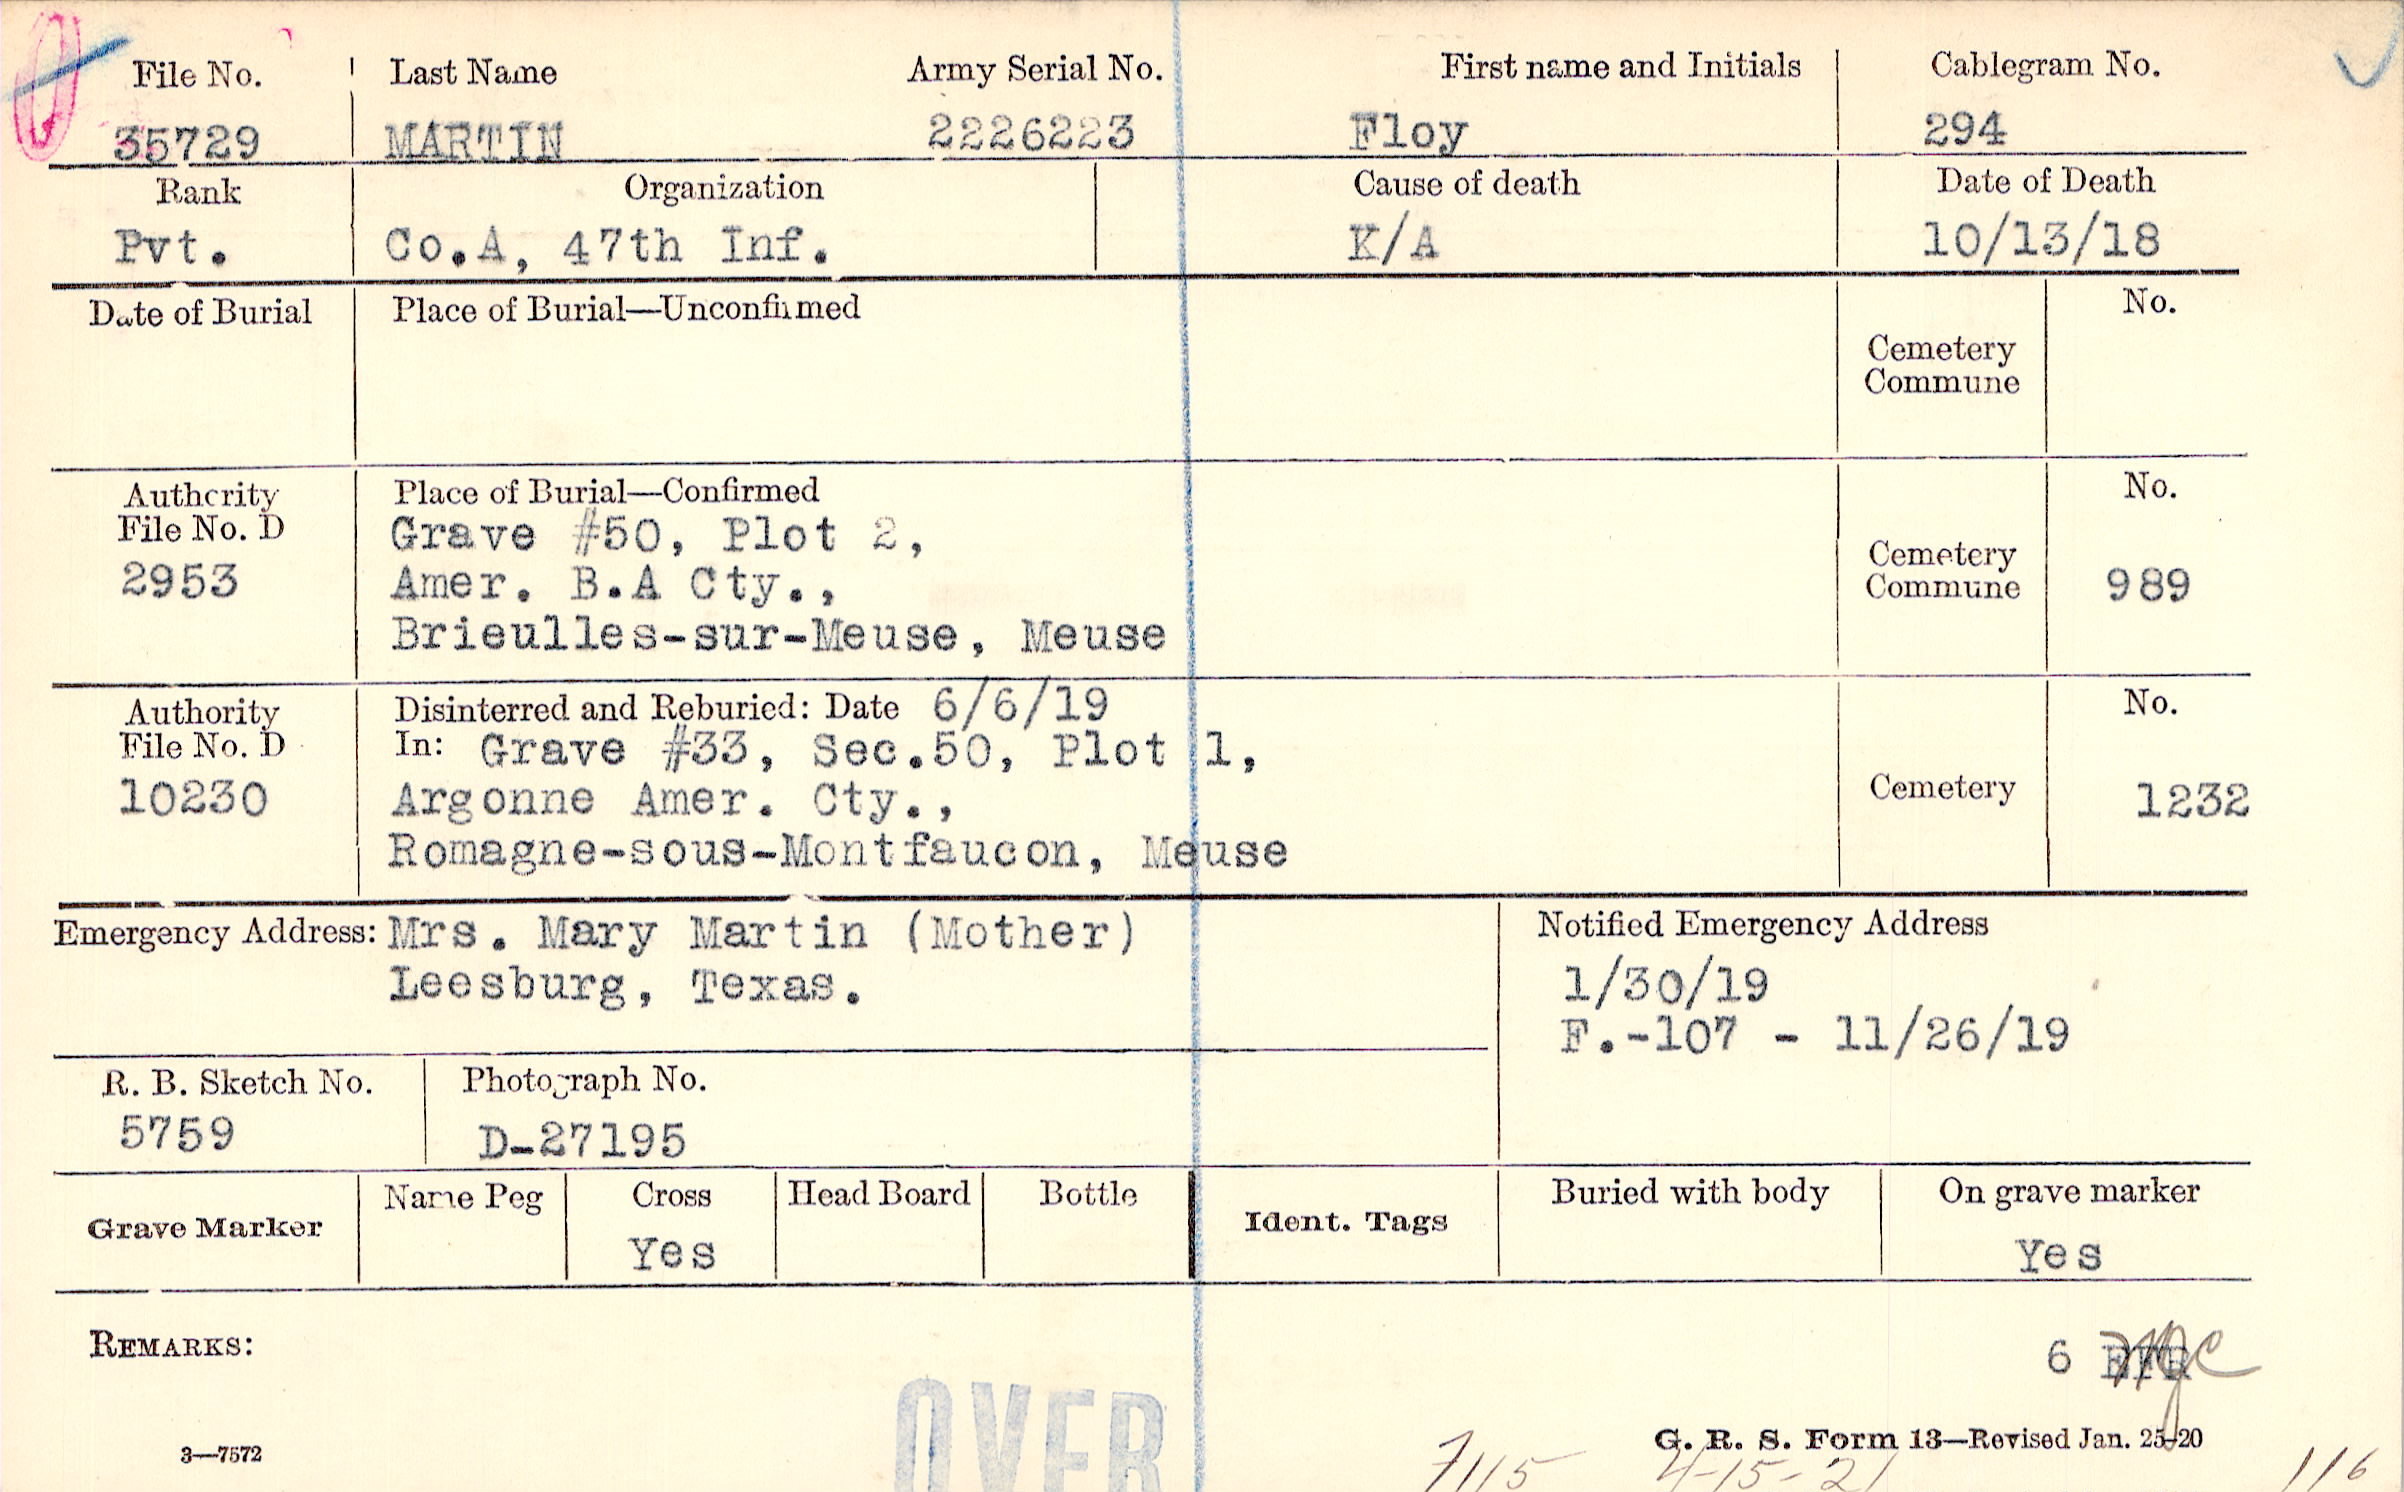 File No. Last Name Army Serial No. First name and Initials Cablegram No.
35729 MARTIN 2226223 Floy 294
Rank Organization Cause of death Date of Death
Pvt. Co.A, 47th Inf. K/A 10/13/18
Date of Burial Place of Burial—Unconfirmed No.
Cemetery
Commune
Authority Place of Burial—Confirmed No.
File No. D Grave #50, Plot 2,
2953 Amer. B.A Cty., Cemetery Commune 989
Brieulles-sur-Meuse, Meuse
Authority Disinterred and Reburied: Date 6/6/19 No.
File No. D In: Grave #33, Sec.50, Plot 1,
10230 Argonne Amer. Cty., Cemetery 1232
Romagne-sous-Montfaucon, Meuse
Emergency Address: Mrs. Mary Martin (Mother) Notified Emergency Address
Leesburg, Texas. 1/30/19
F.-107 - 11/26/19
R. B. Sketch No. Photograph No.
5759 D-27195
Grave Marker Name Peg Cross Head Board Bottle Ident. Tags Buried with body On grave marker
Yes Yes
REMARKS:
6
OVER
3—7572 G. R. S. Form 13—Revised Jan. 25-20
7115 4-15-21 116